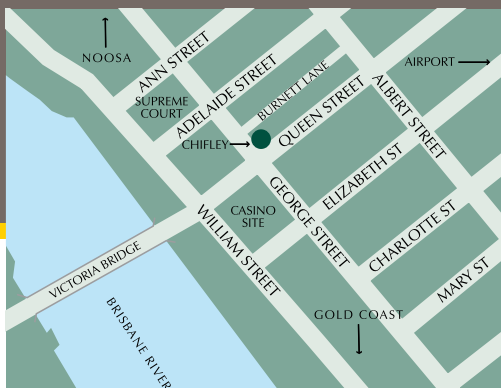 NOOSA
ANN STREET
AIRPORT
ADELAIDE STREET
BURNETT LANE
SUPREME
COURT
QUEEN STREET
ALBERT STREET
CHIFLEY
ELIZABETH ST
GEORGE STREET
CASINO
SITE
WILLIAM STREET
CHARLOTTE ST
VICTORIA BRIDGE
MARY ST
BRISBANE RIVER
GOLD COAST